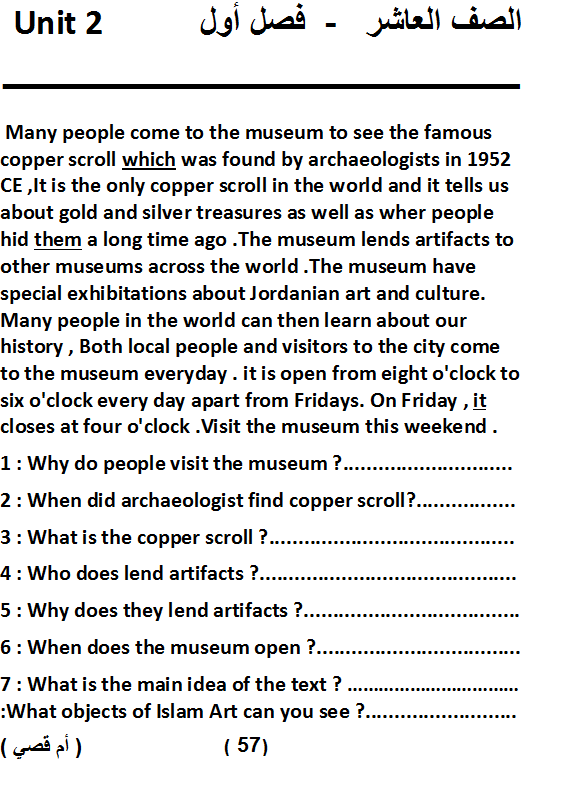 Unit 2 الصف العاشر - فصل أول
Many people come to the museum to see the famous
copper scroll which was found by archaeologists in 1952
CE ,It is the only copper scroll in the world and it tells us
about gold and silver treasures as well as wher people
hid them a long time ago .The museum lends artifacts to
other museums across the world .The museum have
special exhibitations about Jordanian art and culture.
Many people in the world can then learn about our
history , Both local people and visitors to the city come
to the museum everyday . it is open from eight o'clock to
six o'clock every day apart from Fridays. On Friday , it
closes at four o'clock .Visit the museum this weekend .
1 : Why do people visit the museum ?.............................
2 : When did archaeologist find copper scroll?.................
3 : What is the copper scroll ?..........................................
4 : Who does lend artifacts ?............................................
5 : Why does they lend artifacts ?.....................................
6 : When does the museum open ?...................................
7 : What is the main idea of the text ? ................................
:What objects of Islam Art can you see ?..........................
( أم قصي ) ( 57)